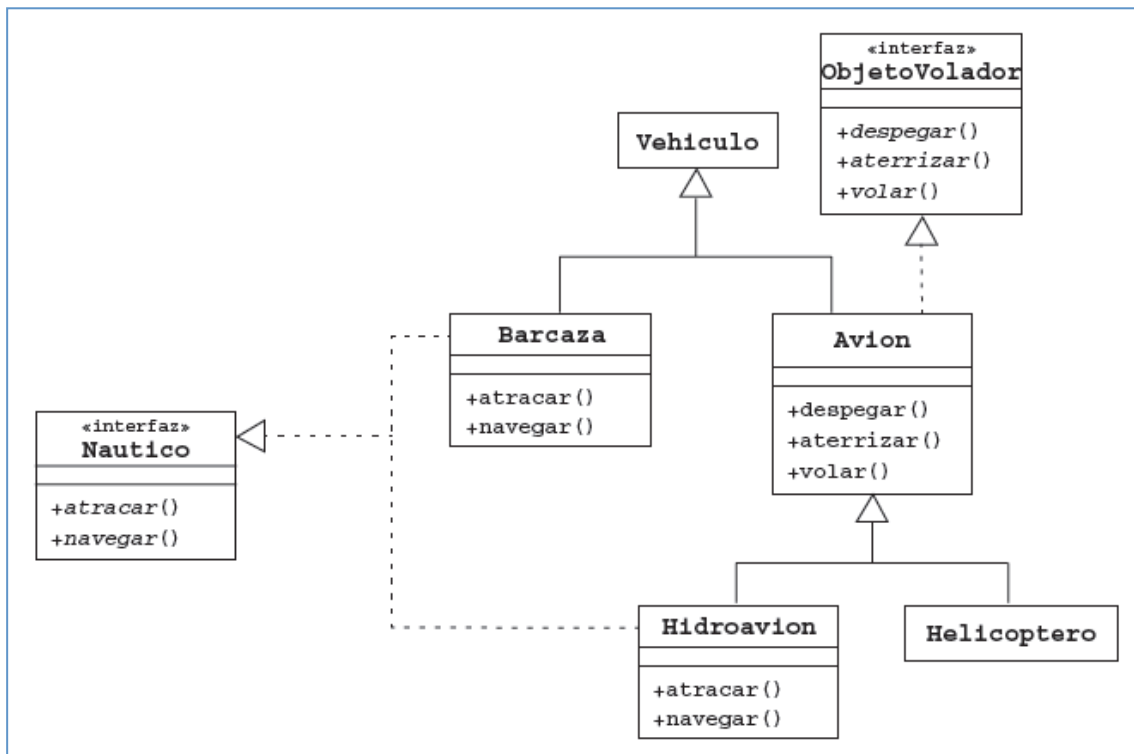 «interfaz»
ObjetoVolador
+despegar()
+aterrizar()
+volar()
Vehiculo
Barcaza
+atracar()
+navegar()
Avion
+despegar()
+aterrizar()
+volar()
«interfaz»
Nautico
+atracar()
+navegar()
Hidroavion
+atracar()
+navegar()
Helicoptero